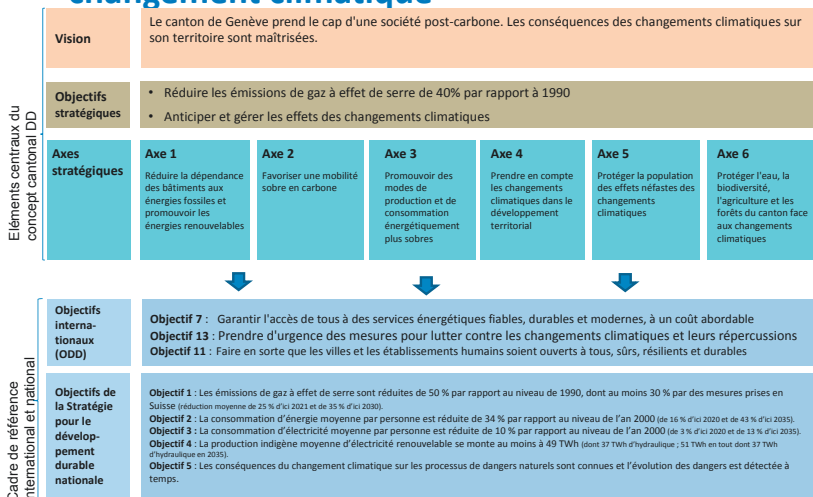 changement climatique
Eléments centraux du
concept cantonal DD
Vision
Le canton de Genève prend le cap d'une société post-carbone. Les conséquences des changements climatiques sur
son territoire sont maîtrisées.
Objectifs
stratégiques
• Réduire les émissions de gaz à effet de serre de 40% par rapport à 1990
• Anticiper et gérer les effets des changements climatiques
Axes
stratégiques
Axe 1
Réduire la dépendance
des bâtiments aux
énergies fossiles et
promouvoir les
énergies renouvelables
Axe 2
Favoriser une mobilité
sobre en carbone
Axe 3
Promouvoir des
modes de
production et de
consommation
énergétiquement
plus sobres
Axe 4
Prendre en compte
les changements
climatiques dans le
développement
territorial
Axe 5
Protéger la population
des effets néfastes des
changements
climatiques
Axe 6
Protéger l'eau, la
biodiversité,
l'agriculture et les
forêts du canton face
aux changements
climatiques
Cadre de référence
international et national
Objectifs
interna-
tionaux
(ODD)
Objectif 7 : Garantir l'accès de tous à des services énergétiques fiables, durables et modernes, à un coût abordable
Objectif 13 : Prendre d'urgence des mesures pour lutter contre les changements climatiques et leurs répercussions
Objectif 11 : Faire en sorte que les villes et les établissements humains soient ouverts à tous, sûrs, résilients et durables
Objectifs de
la Stratégie
pour le
dévelop-
pement
durable
nationale
Objectif 1 : Les émissions de gaz à effet de serre sont réduites de 50 % par rapport au niveau de 1990, dont au moins 30 % par des mesures prises en
Suisse (réduction moyenne de 25 % d'ici 2021 et de 35 % d'ici 2030).
Objectif 2 : La consommation d'énergie moyenne par personne est réduite de 34 % par rapport au niveau de l'an 2000 (de 16 % d'ici 2020 et de 43 % d'ici 2035).
Objectif 3 : La consommation d'électricité moyenne par personne est réduite de 10 % par rapport au niveau de l'an 2000 (de 3 % d'ici 2020 et de 13 % d'ici 2035).
Objectif 4 : La production indigène moyenne d'électricité renouvelable se monte au moins à 49 TWh (dont 37 TWh d'hydraulique ; 51 TWh en tout dont 37 TWh
d'hydraulique en 2035).
Objectif 5 : Les conséquences du changement climatique sur les processus de dangers naturels sont connues et l'évolution des dangers est détectée à
temps.